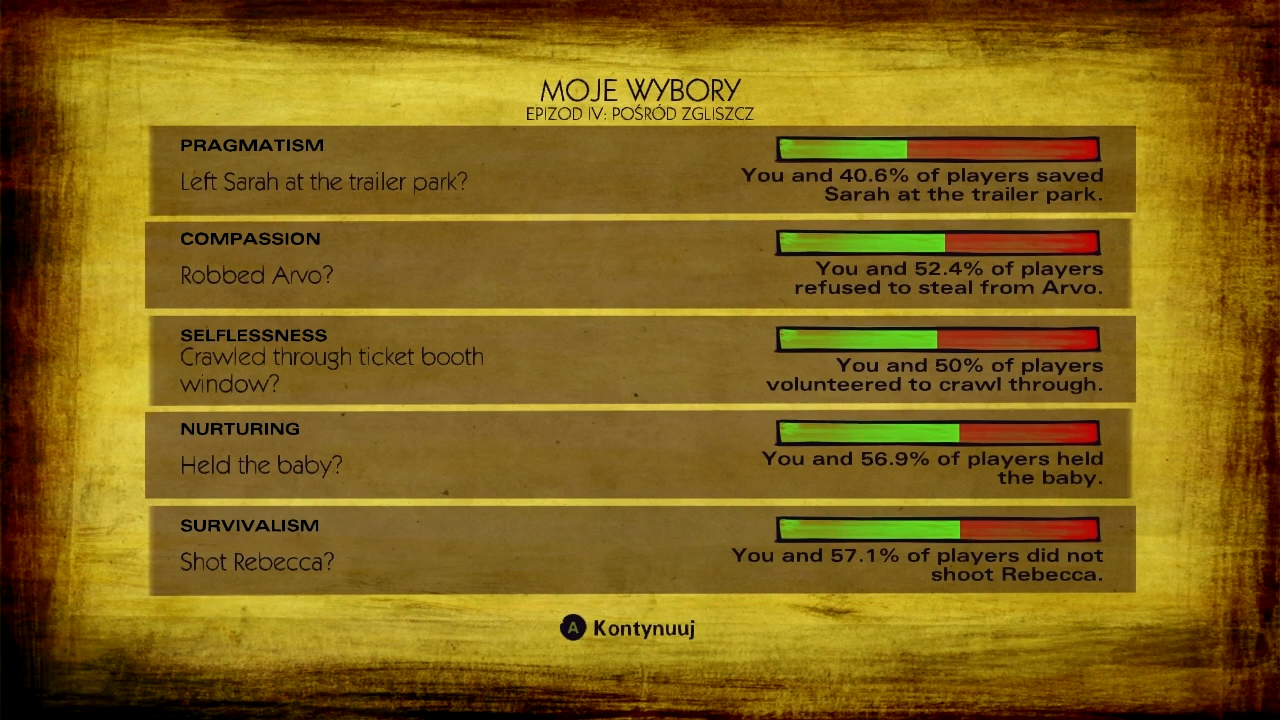 MOJE WYBORY
EPIZOD IV: POŚRÓD ZGLISZCZ
PRAGMATISM
Left Sarah at the trailer park?
You and 40.6% of players saved
Sarah at the trailer park.
COMPASSION
Robbed Arvo?
You and 52.4% of players
refused to steal from Arvo.
SELFLESSNESS
Crawled through ticket booth
window?
You and 50% of players
volunteered to crawl through.
NURTURING
Held the baby?
You and 56.9% of players held
the baby.
SURVIVALISM
Shot Rebecca?
You and 57.1% of players did not
shoot Rebecca.
A Kontynuuj